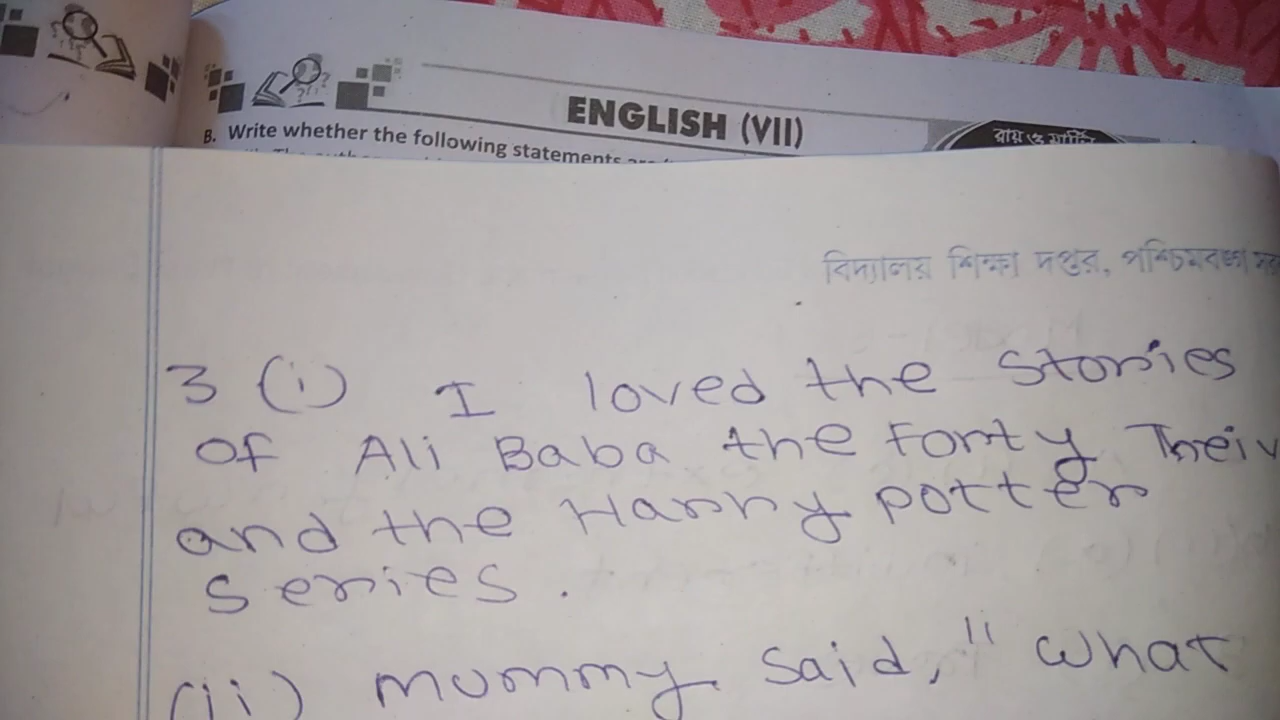 ENGLISH (VII)
রায় ও মার্টিন
B. Write whether the following statements
বিদ্যালয় শিক্ষা দপ্তর, পশ্চিমবঙ্গ
3 (i) I loved the stories
of Ali Baba the Forty Theiv
and the Harry potter
series.
(ii) mummy said, " what